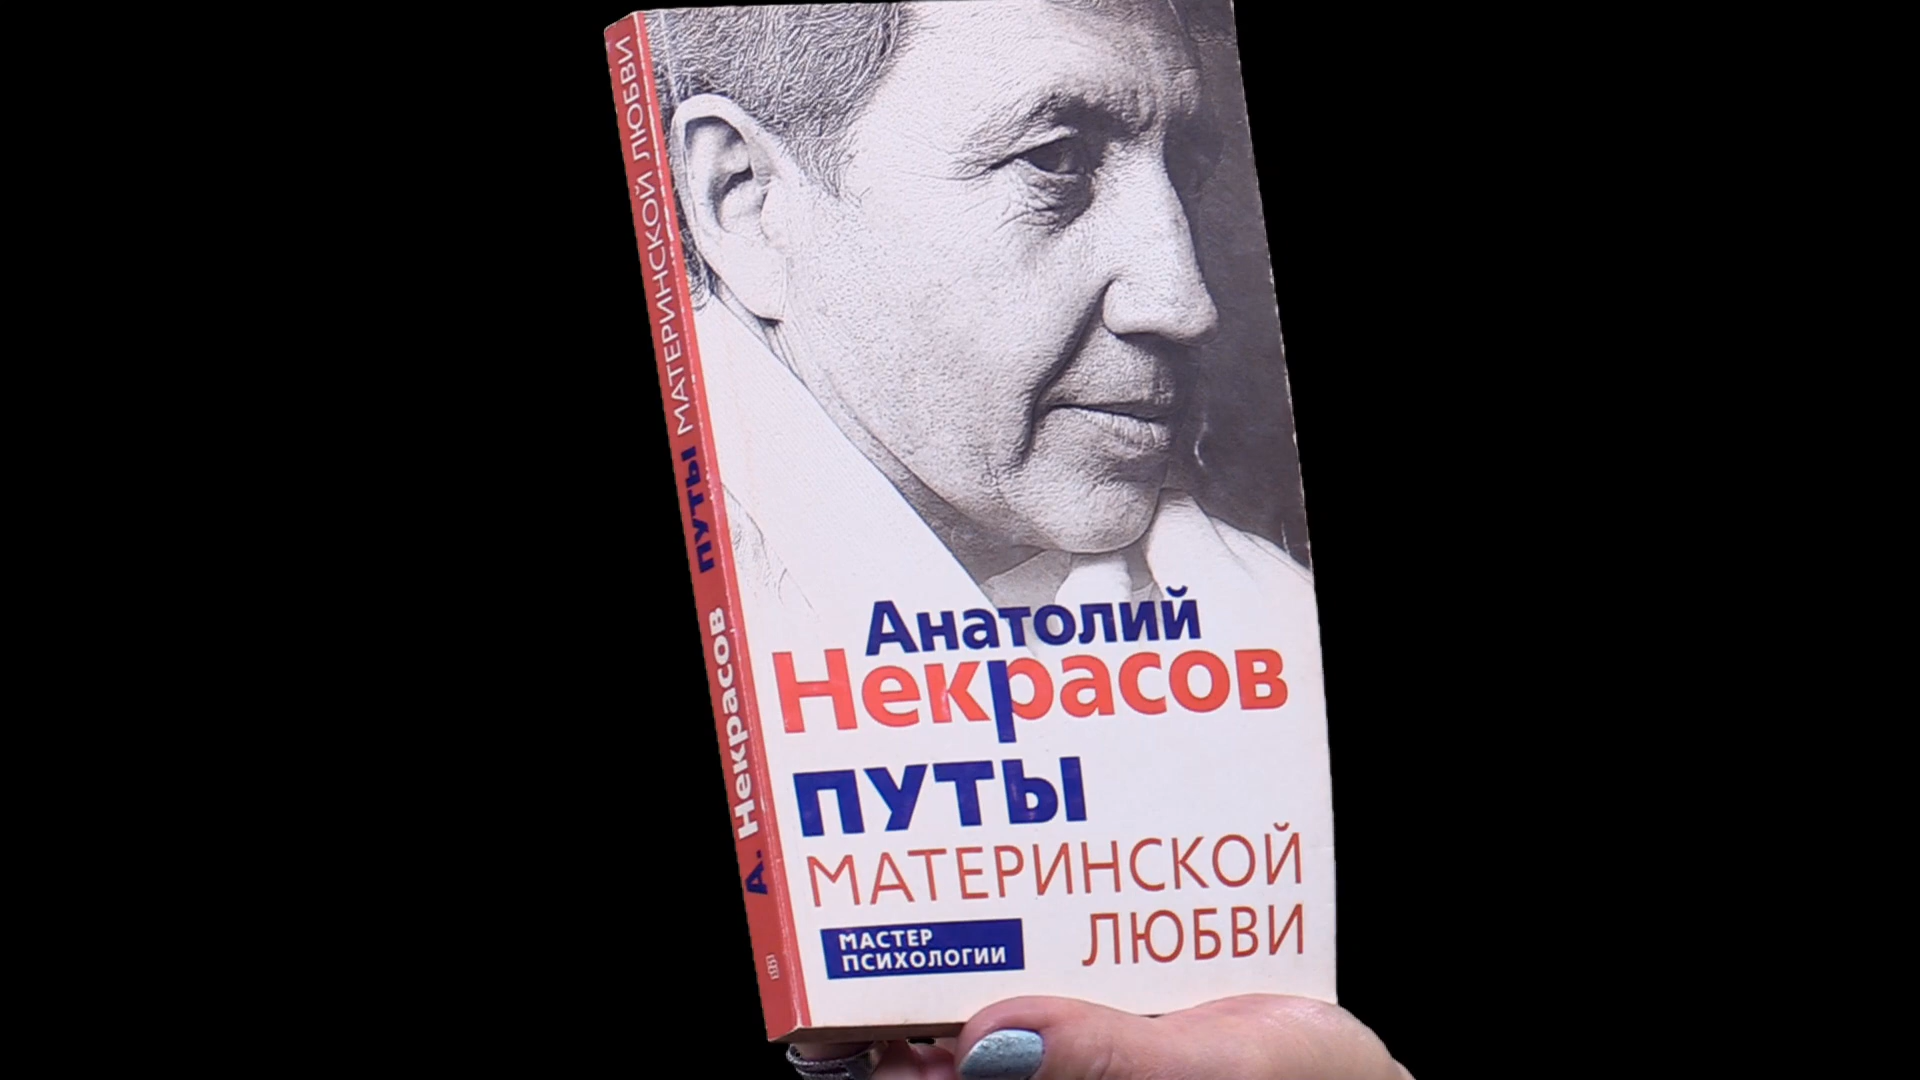 А. Некрасов ПУТЫ МАТЕРИНСКОЙ ЛЮБВИ
Анатолий
Некрасов
ПУТЫ
МАТЕРИНСКОЙ
ЛЮБВИ
МАСТЕР
ПСИХОЛОГИИ